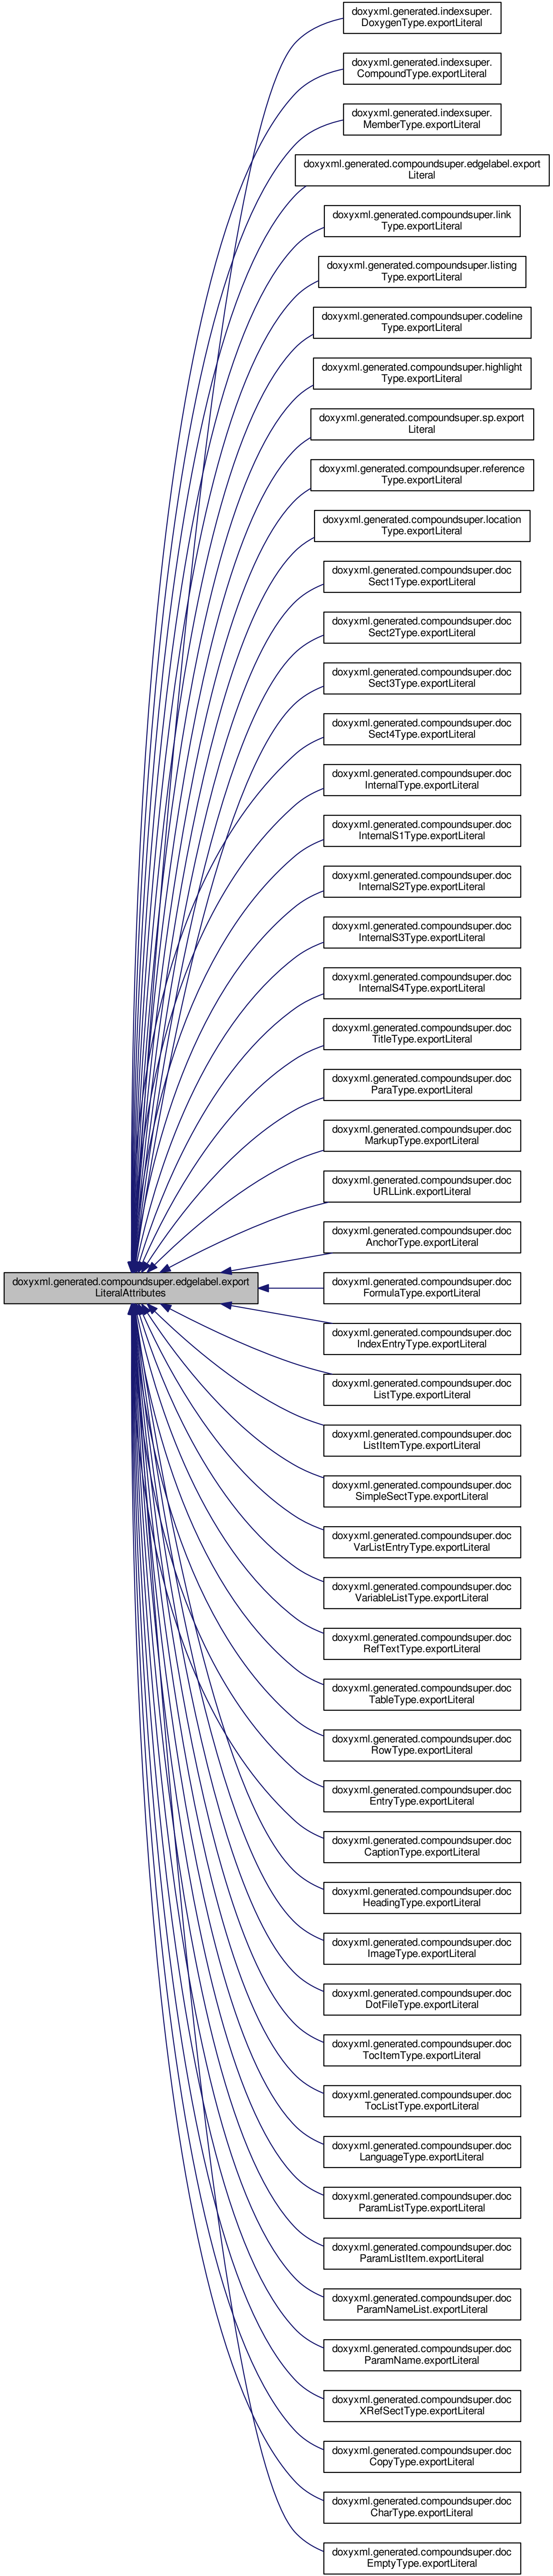 doxyxml.generated.indexsuper.
DoxygenType.exportLiteral
doxyxml.generated.indexsuper.
CompoundType.exportLiteral
doxyxml.generated.indexsuper.
MemberType.exportLiteral
doxyxml.generated.compoundsuper.edgelabel.export
Literal
doxyxml.generated.compoundsuper.link
Type.exportLiteral
doxyxml.generated.compoundsuper.listing
Type.exportLiteral
doxyxml.generated.compoundsuper.codeline
Type.exportLiteral
doxyxml.generated.compoundsuper.highlight
Type.exportLiteral
doxyxml.generated.compoundsuper.sp.export
Literal
doxyxml.generated.compoundsuper.reference
Type.exportLiteral
doxyxml.generated.compoundsuper.location
Type.exportLiteral
doxyxml.generated.compoundsuper.doc
Sect1Type.exportLiteral
doxyxml.generated.compoundsuper.doc
Sect2Type.exportLiteral
doxyxml.generated.compoundsuper.doc
Sect3Type.exportLiteral
doxyxml.generated.compoundsuper.doc
Sect4Type.exportLiteral
doxyxml.generated.compoundsuper.doc
InternalType.exportLiteral
doxyxml.generated.compoundsuper.doc
InternalS1Type.exportLiteral
doxyxml.generated.compoundsuper.doc
InternalS2Type.exportLiteral
doxyxml.generated.compoundsuper.doc
InternalS3Type.exportLiteral
doxyxml.generated.compoundsuper.doc
InternalS4Type.exportLiteral
doxyxml.generated.compoundsuper.doc
TitleType.exportLiteral
doxyxml.generated.compoundsuper.doc
ParaType.exportLiteral
doxyxml.generated.compoundsuper.doc
MarkupType.exportLiteral
doxyxml.generated.compoundsuper.doc
URLLink.exportLiteral
doxyxml.generated.compoundsuper.doc
AnchorType.exportLiteral
doxyxml.generated.compoundsuper.edgelabel.export
LiteralAttributes
doxyxml.generated.compoundsuper.doc
FormulaType.exportLiteral
doxyxml.generated.compoundsuper.doc
IndexEntryType.exportLiteral
doxyxml.generated.compoundsuper.doc
ListType.exportLiteral
doxyxml.generated.compoundsuper.doc
ListItemType.exportLiteral
doxyxml.generated.compoundsuper.doc
SimpleSectType.exportLiteral
doxyxml.generated.compoundsuper.doc
VarListEntryType.exportLiteral
doxyxml.generated.compoundsuper.doc
VariableListType.exportLiteral
doxyxml.generated.compoundsuper.doc
RefTextType.exportLiteral
doxyxml.generated.compoundsuper.doc
TableType.exportLiteral
doxyxml.generated.compoundsuper.doc
RowType.exportLiteral
doxyxml.generated.compoundsuper.doc
EntryType.exportLiteral
doxyxml.generated.compoundsuper.doc
CaptionType.exportLiteral
doxyxml.generated.compoundsuper.doc
HeadingType.exportLiteral
doxyxml.generated.compoundsuper.doc
ImageType.exportLiteral
doxyxml.generated.compoundsuper.doc
DotFileType.exportLiteral
doxyxml.generated.compoundsuper.doc
TocItemType.exportLiteral
doxyxml.generated.compoundsuper.doc
TocListType.exportLiteral
doxyxml.generated.compoundsuper.doc
LanguageType.exportLiteral
doxyxml.generated.compoundsuper.doc
ParamListType.exportLiteral
doxyxml.generated.compoundsuper.doc
ParamListItem.exportLiteral
doxyxml.generated.compoundsuper.doc
ParamNameList.exportLiteral
doxyxml.generated.compoundsuper.doc
ParamName.exportLiteral
doxyxml.generated.compoundsuper.doc
XRefSectType.exportLiteral
doxyxml.generated.compoundsuper.doc
CopyType.exportLiteral
doxyxml.generated.compoundsuper.doc
CharType.exportLiteral
doxyxml.generated.compoundsuper.doc
EmptyType.exportLiteral